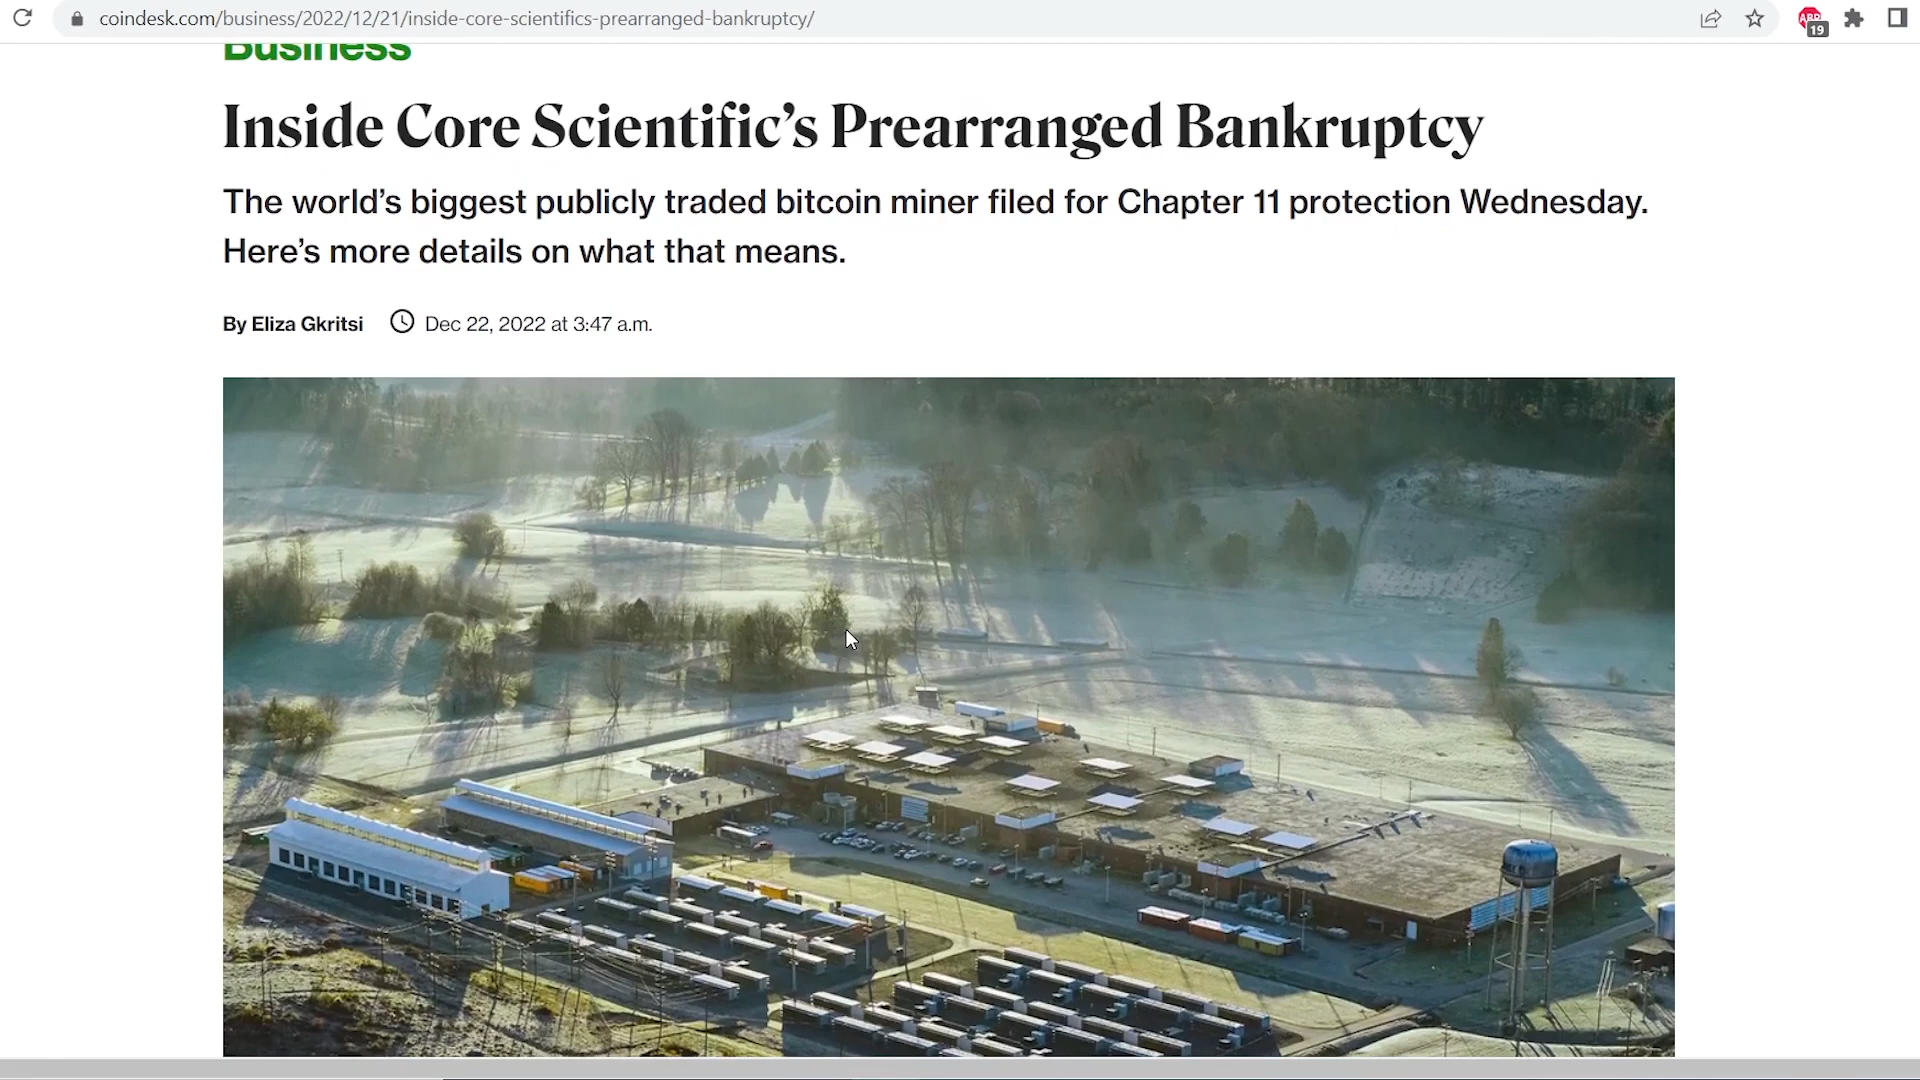 coindesk.com/business/2022/12/21/inside-core-scientifics-prearranged-bankruptcy/
ABP
19
Business
Inside Core Scientific’s Prearranged Bankruptcy
The world’s biggest publicly traded bitcoin miner filed for Chapter 11 protection Wednesday.
Here’s more details on what that means.
By Eliza Gkritsi Dec 22, 2022 at 3:47 a.m.